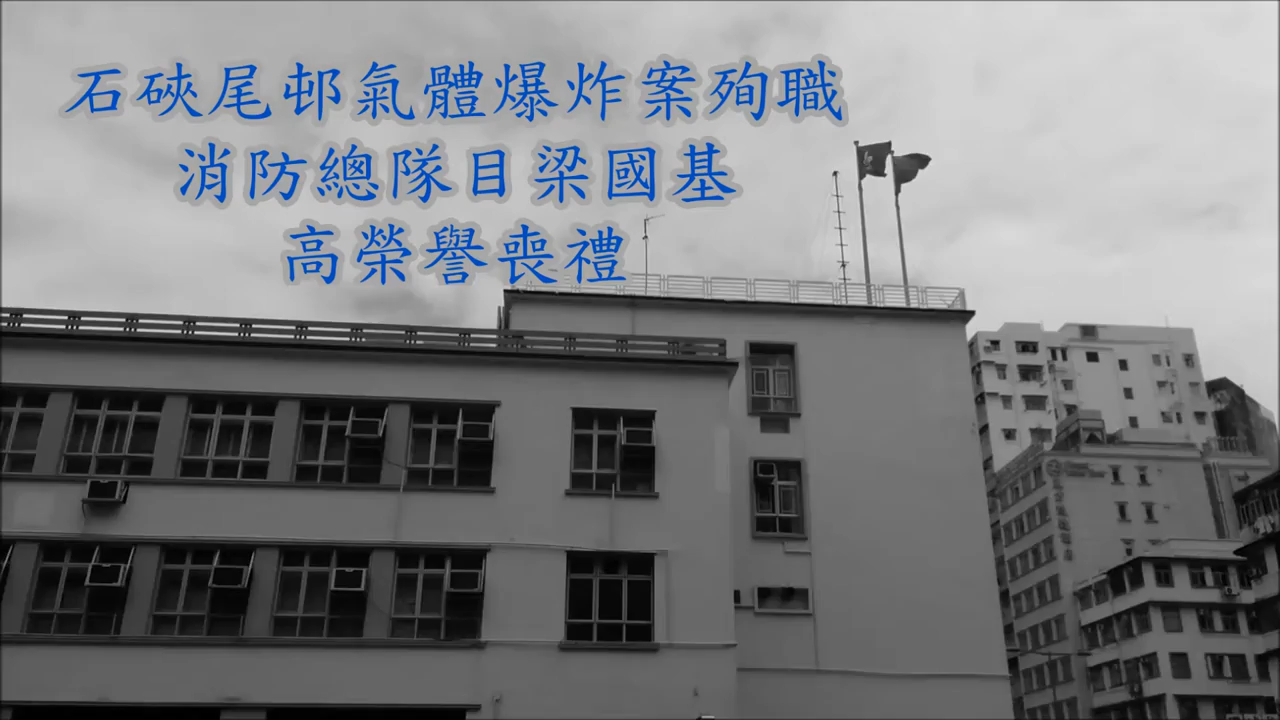 石硤尾邨氣體爆炸案殉職
消防總隊目梁國基
高榮譽喪禮